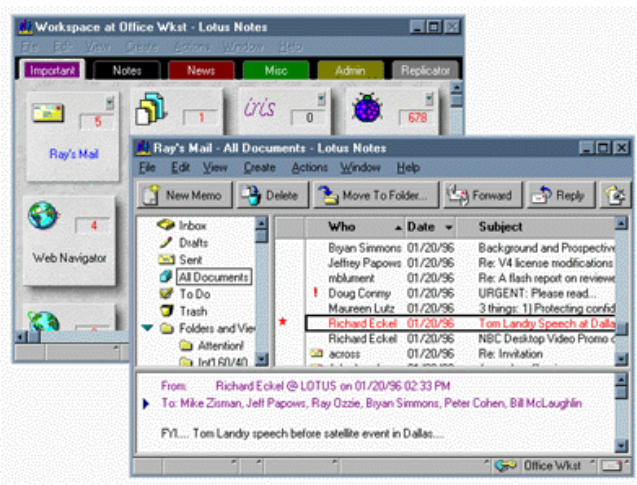 Workspace at Office Wkst - Lotus Notes
File Edit View Create Actions Window Help
Important Notes News Misc Admin Replicator
5 1 iris 0 678
Ray's Mail
4
Web Navigator
Ray's Mail - All Documents - Lotus Notes
File Edit View Create Actions Window Help
New Memo Delete Move To Folder... Forward Reply
Inbox
Drafts
Sent
All Documents
To Do
Trash
Folders and Vie
Attention!
Int'l 60/40
Who Date Subject
Bryan Simmons 01/20/96 Background and Prospective
Jeffrey Papows 01/20/96 Re: V4 license modifications
mblument 01/20/96 Re: A flash report on reviewe
! Doug Conmy 01/20/96 URGENT: Please read...
Maureen Lutz 01/20/96 3 things: 1) Protecting confid
Richard Eckel 01/20/96 Tom Landy Speech at Dalla
Richard Eckel 01/20/96 NBC Desktop Video Promo
across 01/20/96 Re: Invitation
From: Richard Eckel @ LOTUS on 01/20/96 02:33 PM
To: Mike Zisman, Jeff Papows, Ray Ozzie, Bryan Simmons, Peter Cohen, Bill McLaughlin
FYI.... Tom Landy speech before satellite event in Dallas....
Office Wkst